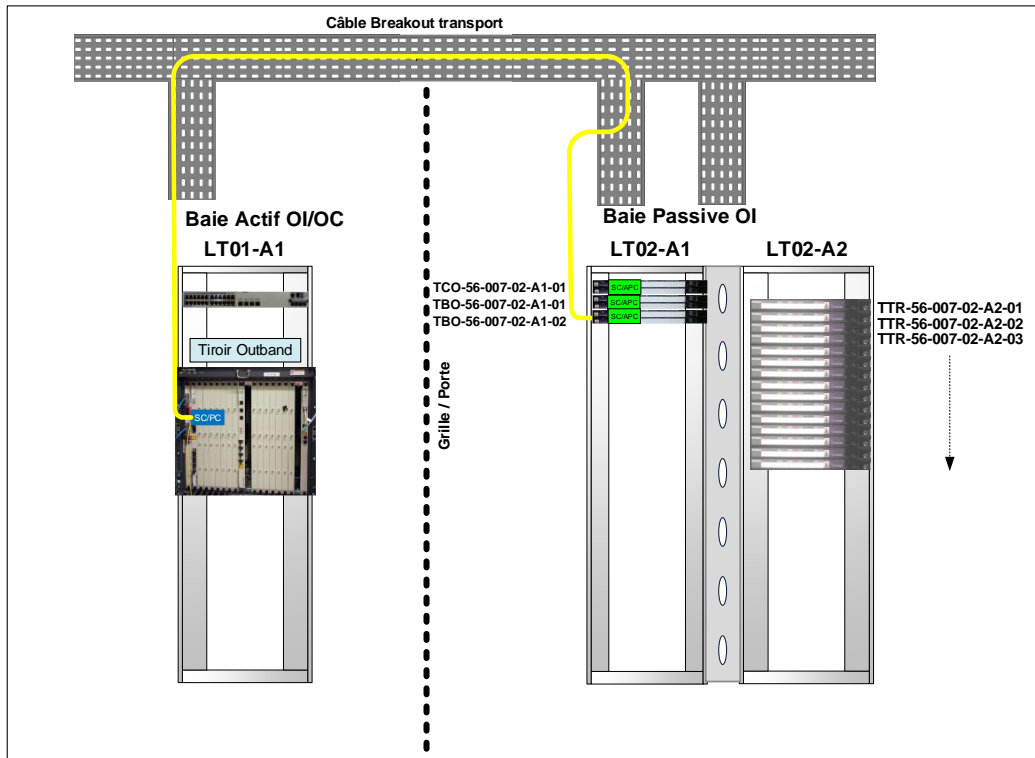 Câble Breakout transport
Baie Actif OI/OC
LT01-A1
Tiroir Outband
SC/PC
Grille / Porte
Baie Passive OI
LT02-A1
LT02-A2
TCO-56-007-02-A1-01
TBO-56-007-02-A1-01
TBO-56-007-02-A1-02
SC/APC
SC/APC
SC/APC
TTR-56-007-02-A2-01
TTR-56-007-02-A2-02
TTR-56-007-02-A2-03